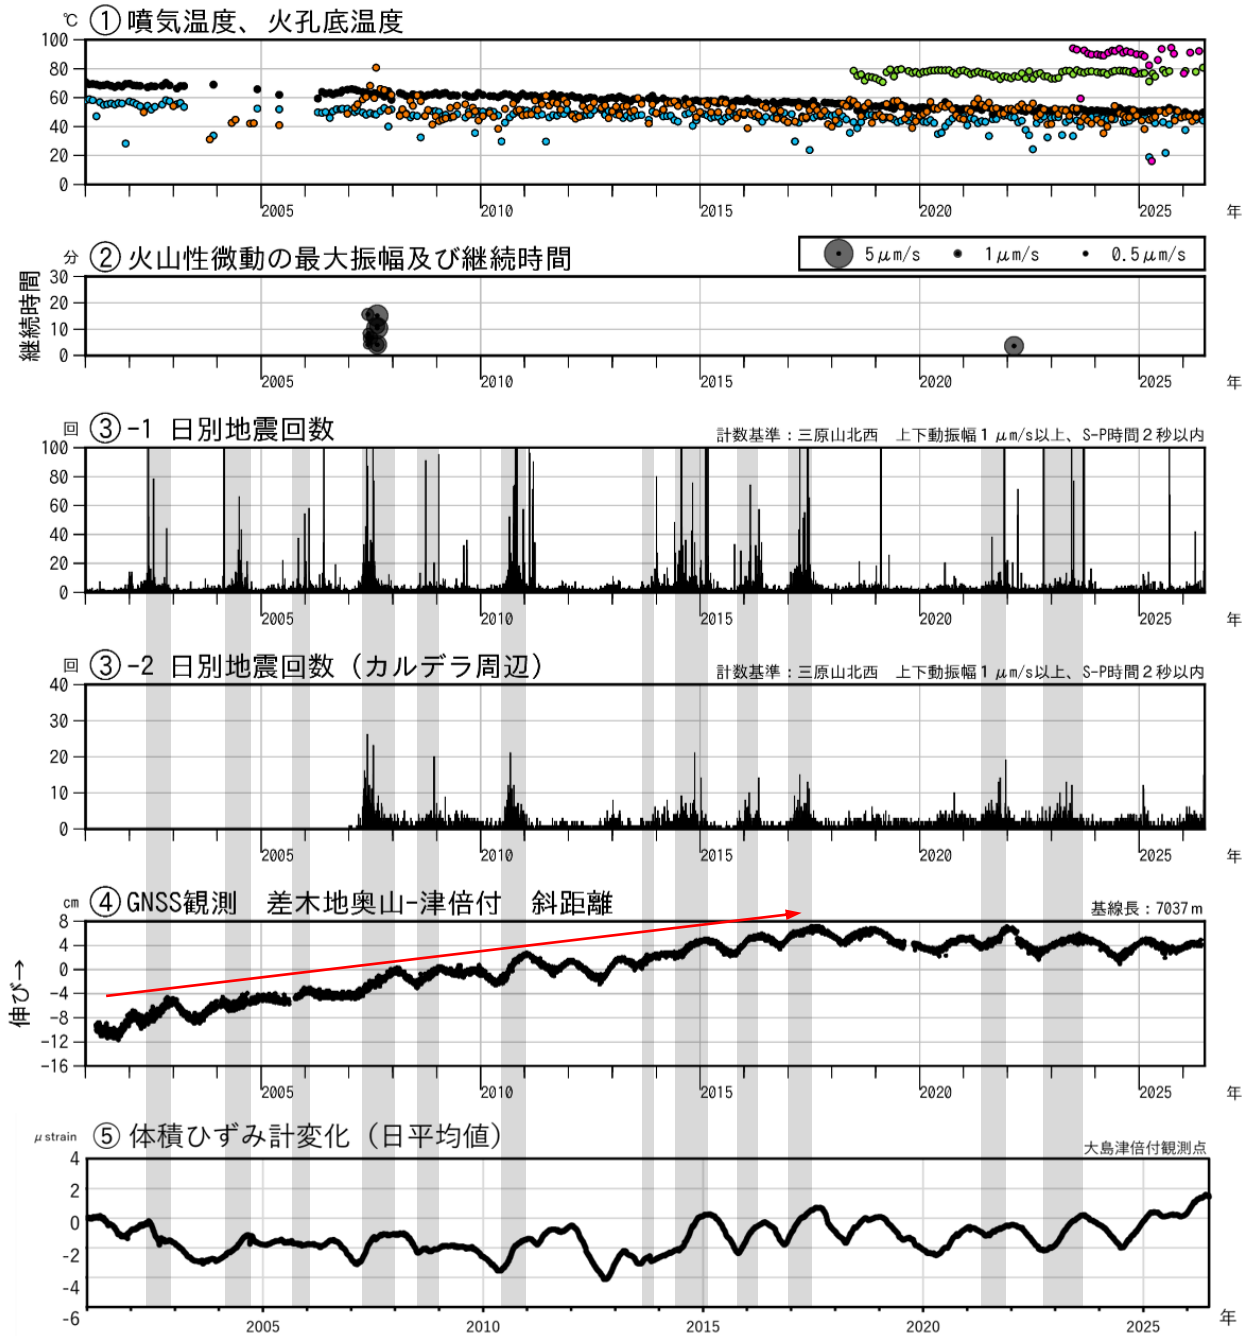 ℃ ① 噴気温度、火孔底温度
100
80
60
40
20
0
2005 2010 2015 2020 2025 年
分 ② 火山性微動の最大振幅及び継続時間
5μm/s 1μm/s 0.5μm/s
継続時間
30
20
10
0
2005 2010 2015 2020 2025 年
回 ③-1 日別地震回数
計数基準：三原山北西 上下動振幅１μm/s以上、S-P時間２秒以内
100
80
60
40
20
0
2005 2010 2015 2020 2025 年
回 ③-2 日別地震回数（カルデラ周辺）
計数基準：三原山北西 上下動振幅１μm/s以上、S-P時間２秒以内
40
30
20
10
0
2005 2010 2015 2020 2025 年
cm ④ GNSS観測 差木地奥山-津倍付 斜距離
基線長：7037m
伸び→
8
4
0
-4
-8
-12
-16
2005 2010 2015 2020 2025 年
μstrain ⑤ 体積ひずみ計変化（日平均値）
大島津倍付観測点
4
2
0
-2
-4
-6
2005 2010 2015 2020 2025 年